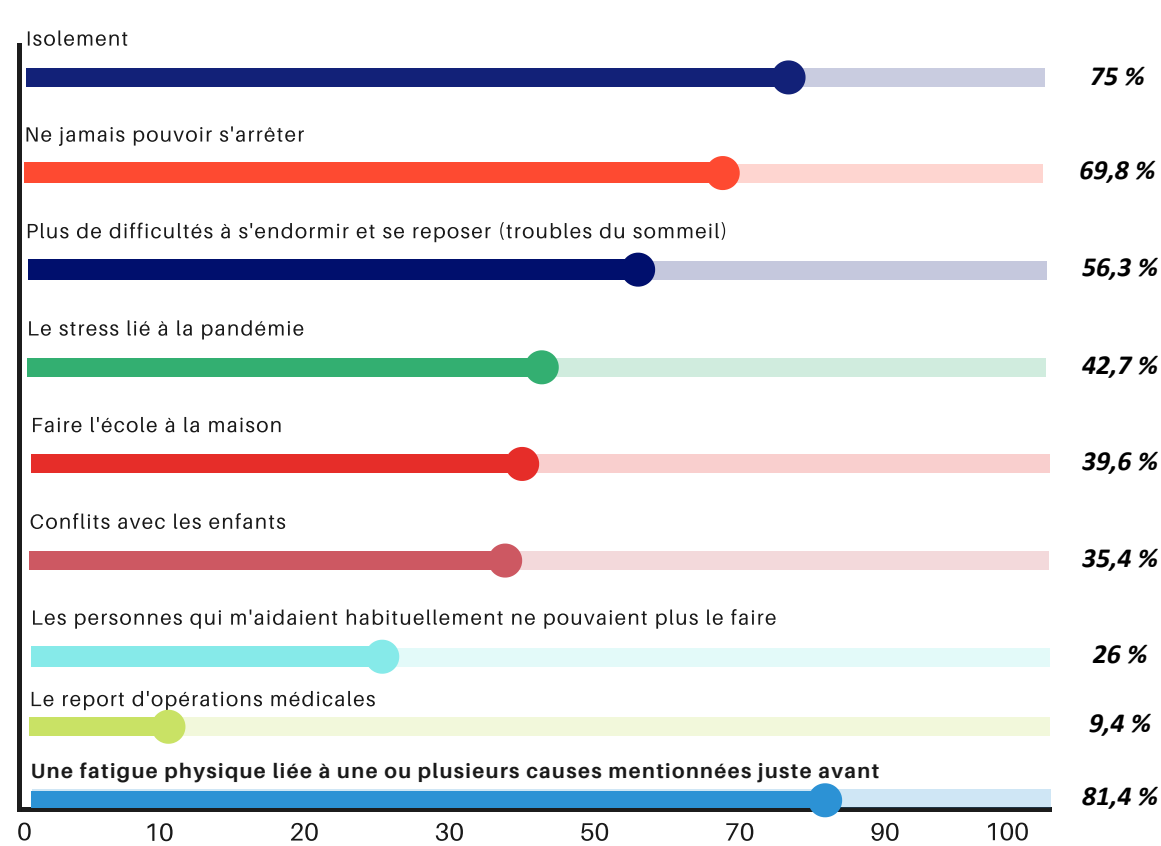 Isolement
75 %
Ne jamais pouvoir s'arrêter
69,8 %
Plus de difficultés à s'endormir et se reposer (troubles du sommeil)
56,3 %
Le stress lié à la pandémie
42,7 %
Faire l'école à la maison
39,6 %
Conflits avec les enfants
35,4 %
Les personnes qui m'aidaient habituellement ne pouvaient plus le faire
26 %
Le report d'opérations médicales
9,4 %
Une fatigue physique liée à une ou plusieurs causes mentionnées juste avant
81,4 %
0 10 20 30 50 70 90 100